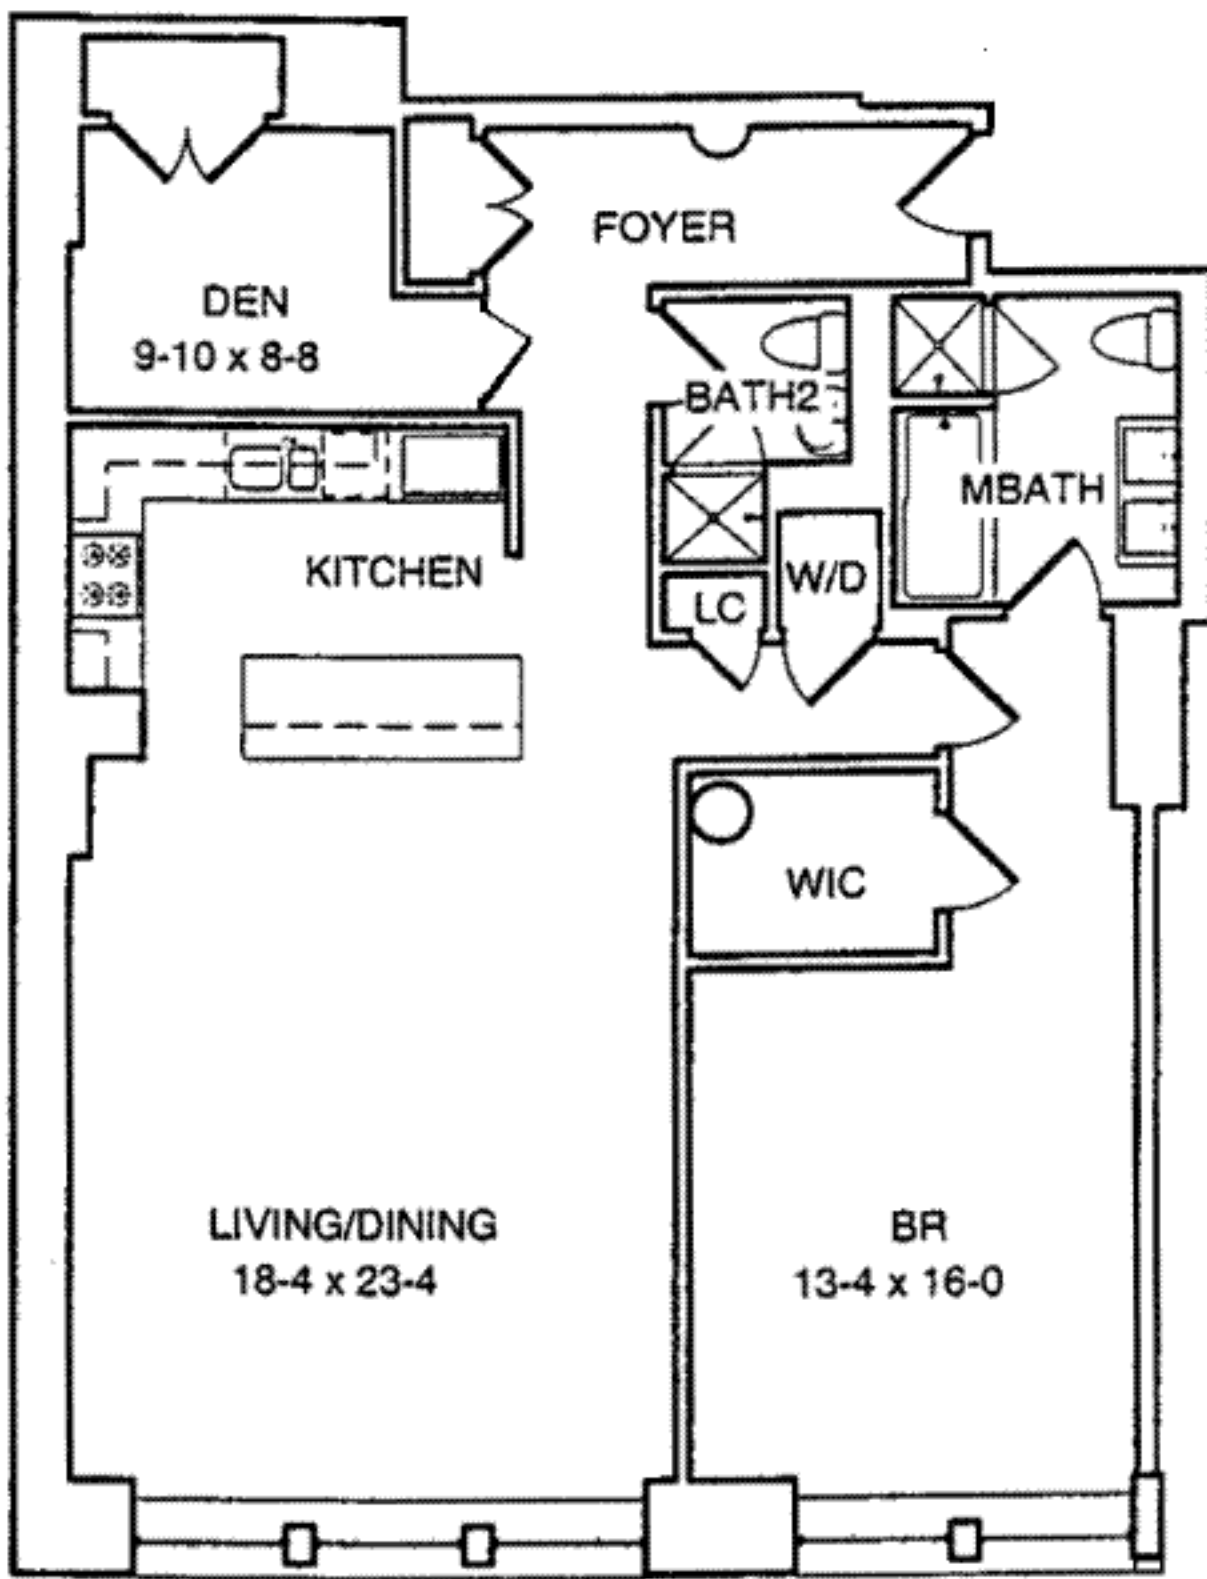 FOYER
DEN
9-10 x 8-8
BATH2
MBATH
KITCHEN
W/D
LC
WIC
LIVING/DINING
18-4 x 23-4
BR
13-4 x 16-0